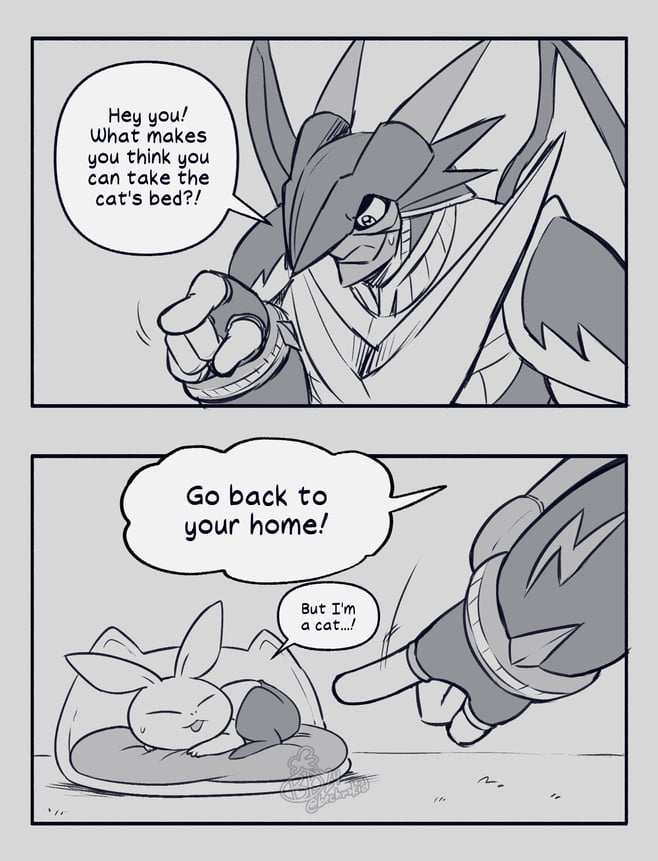 Hey you!
What makes
you think you
can take the
cat's bed?!
Go back to
your home!
But I'm
a cat...!